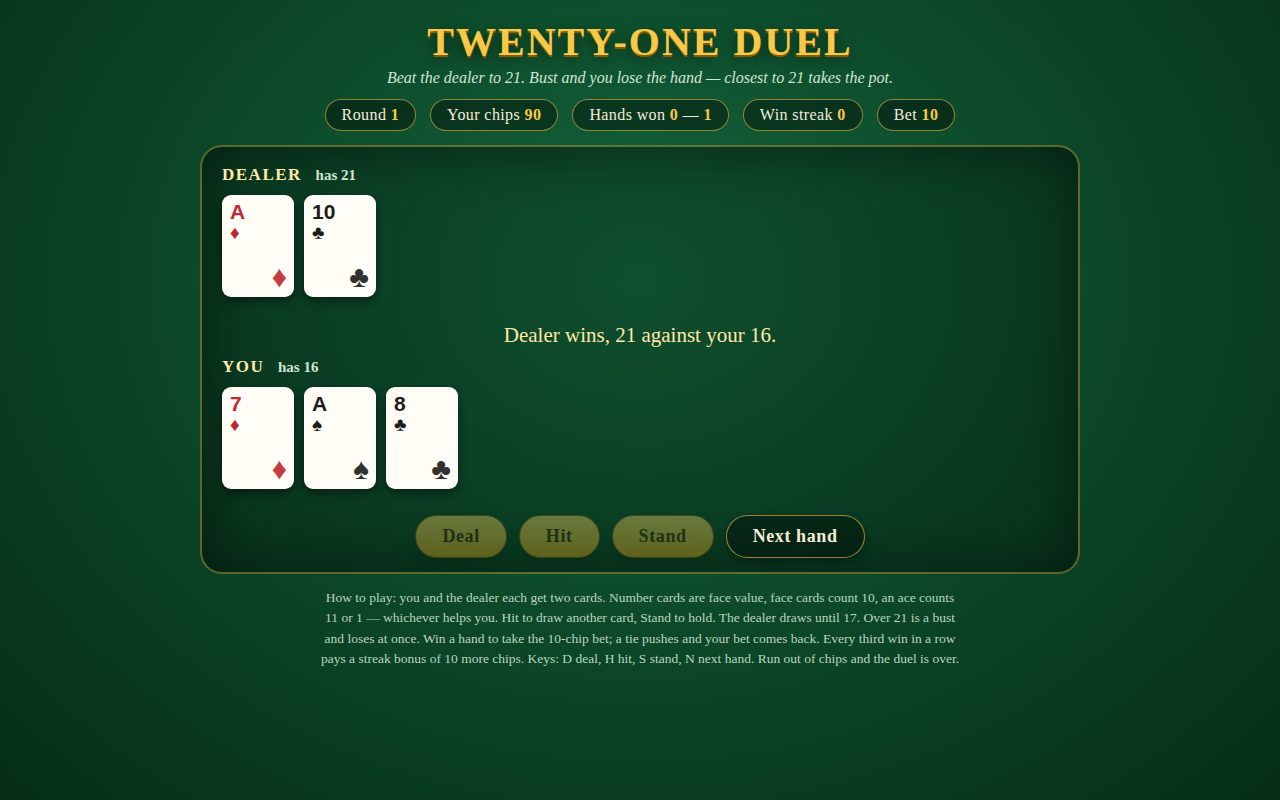 TWENTY-ONE DUEL
Beat the dealer to 21. Bust and you lose the hand — closest to 21 takes the pot.
Round 1 Your chips 90 Hands won 0 — 1 Win streak 0 Bet 10
DEALER has 21
A♦ 10♣
♦ ♣
Dealer wins, 21 against your 16.
YOU has 16
7♦ A♠ 8♣
♦ ♠ ♣
Deal Hit Stand Next hand
How to play: you and the dealer each get two cards. Number cards are face value, face cards count 10, an ace counts
11 or 1 — whichever helps you. Hit to draw another card, Stand to hold. The dealer draws until 17. Over 21 is a bust
and loses at once. Win a hand to take the 10-chip bet; a tie pushes and your bet comes back. Every third win in a row
pays a streak bonus of 10 more chips. Keys: D deal, H hit, S stand, N next hand. Run out of chips and the duel is over.